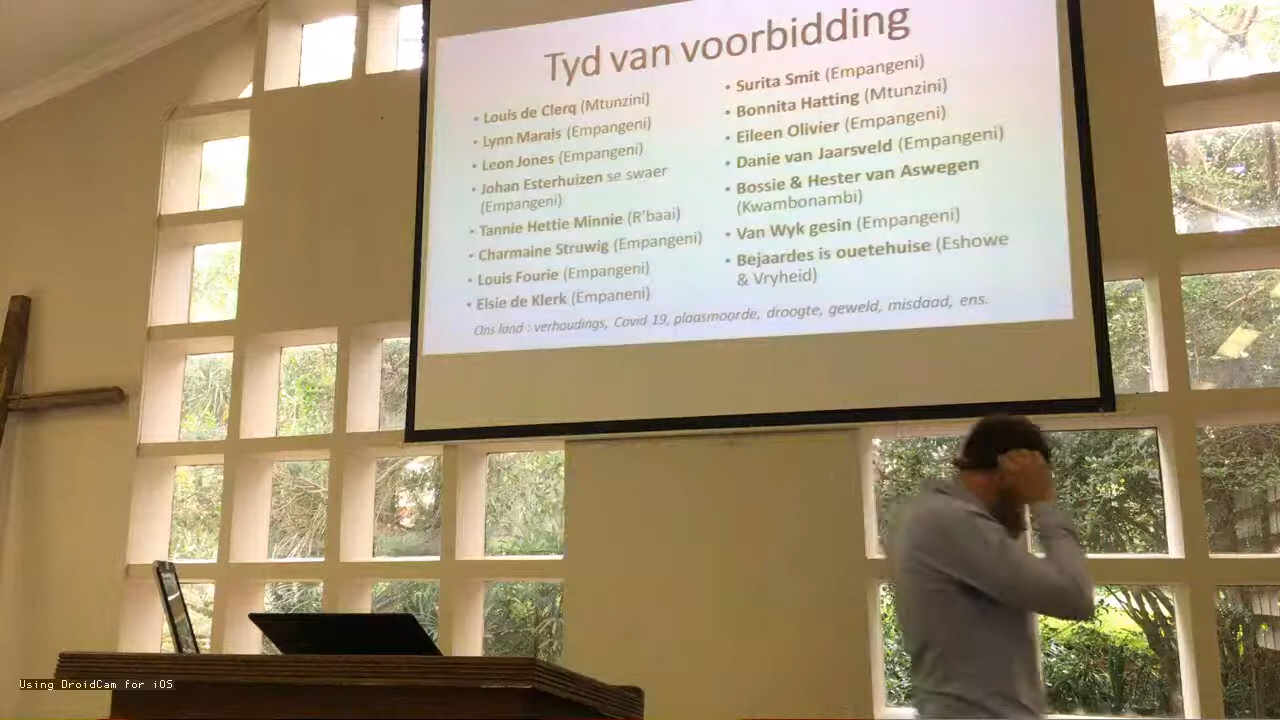 Tyd van voorbidding
• Louis de Clerq (Mtunzini)
• Lynn Marais (Empangeni)
• Leon Jones (Empangeni)
• Johan Esterhuizen se swaer
(Empangeni)
• Tannie Hettie Minnie (R'baai)
• Charmaine Struwig (Empangeni)
• Louis Fourie (Empangeni)
• Elsie de Klerk (Empaneni)
• Surita Smit (Empangeni)
• Bonnita Hatting (Mtunzini)
• Eileen Olivier (Empangeni)
• Danie van Jaarsveld (Empangeni)
• Bossie & Hester van Aswegen
(Kwambonambi)
• Van Wyk gesin (Empangeni)
• Bejaardes is ouetehuise (Eshowe
& Vryheid)
Ons land : verhoudings, Covid 19, plaasmoorde, droogte, geweld, misdaad, ens.
Using DroidCam for iOS